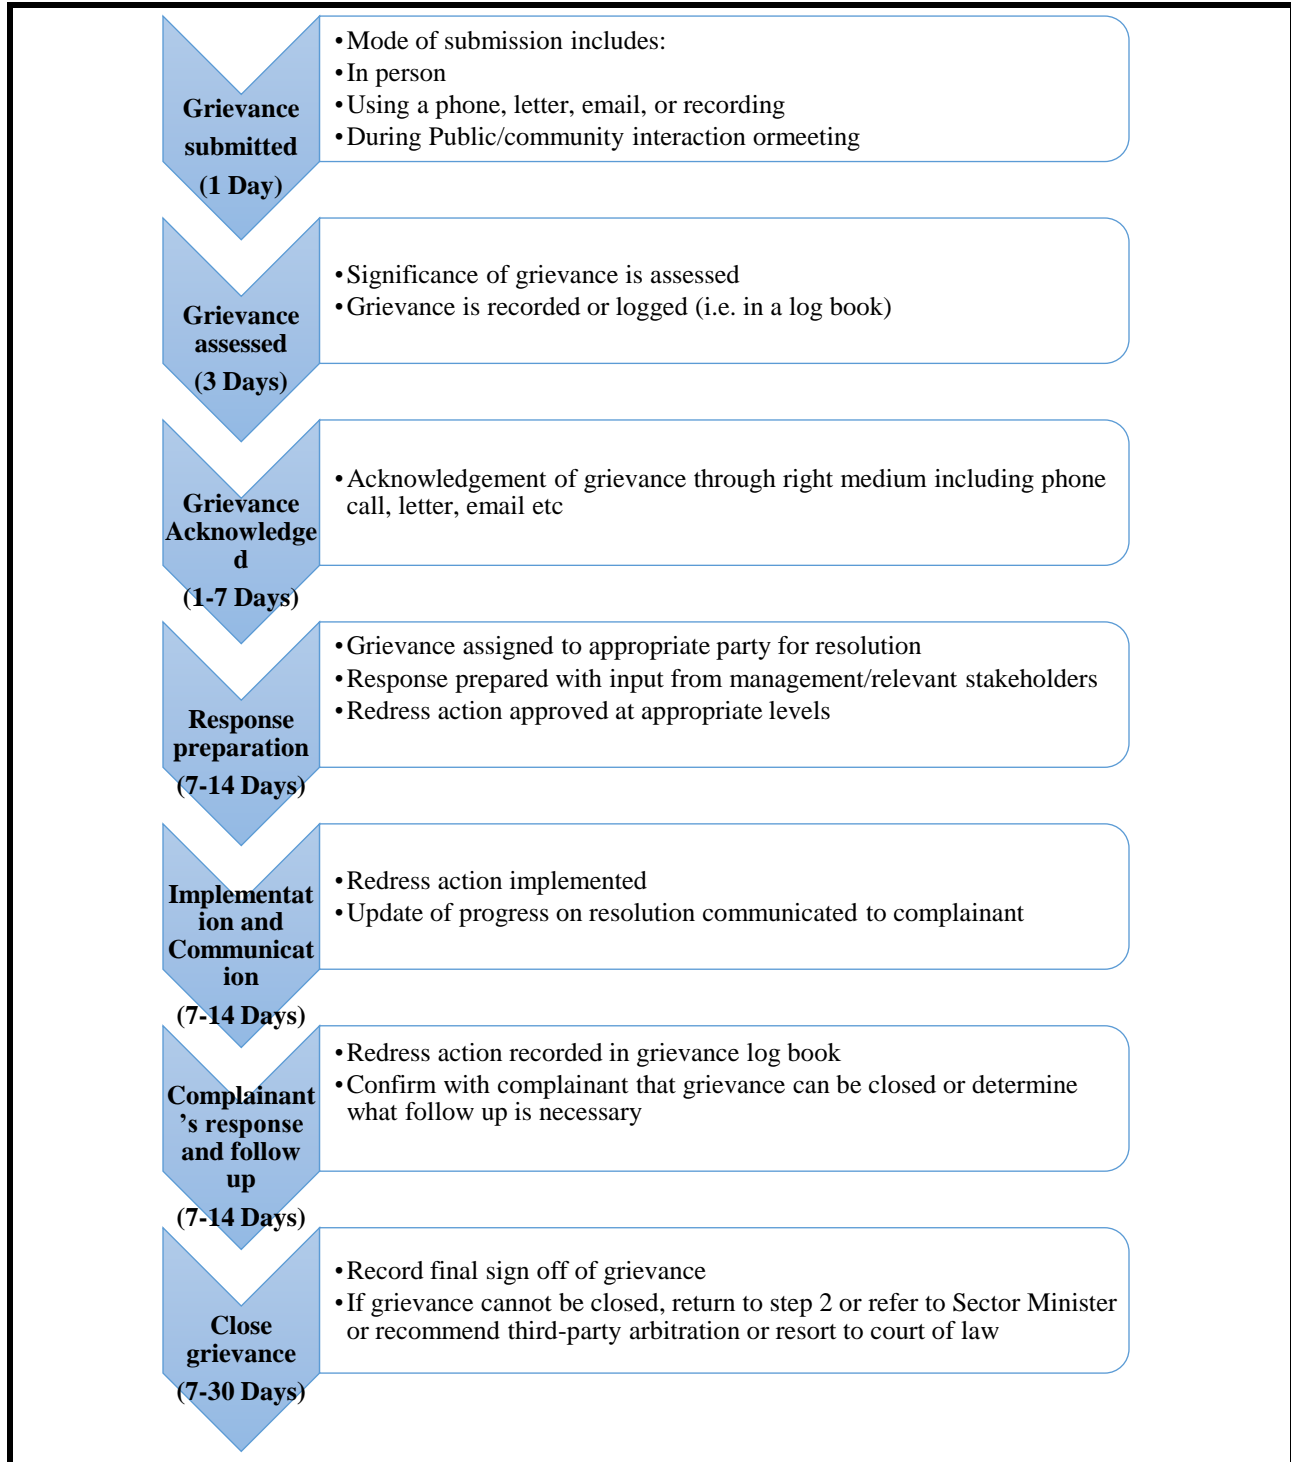 Grievance
submitted
(1 Day)
•Mode of submission includes:
•In person
•Using a phone, letter, email, or recording
•During Public/community interaction ormeeting
Grievance
assessed
(3 Days)
•Significance of grievance is assessed
•Grievance is recorded or logged (i.e. in a log book)
Grievance
Acknowledge
d
(1-7 Days)
•Acknowledgement of grievance through right medium including phone
call, letter, email etc
Response
preparation
(7-14 Days)
•Grievance assigned to appropriate party for resolution
•Response prepared with input from management/relevant stakeholders
•Redress action approved at appropriate levels
Implementat
ion and
Communicat
ion
(7-14 Days)
•Redress action implemented
•Update of progress on resolution communicated to complainant
Complainant
’s response
and follow
up
(7-14 Days)
•Redress action recorded in grievance log book
•Confirm with complainant that grievance can be closed or determine
what follow up is necessary
Close
grievance
(7-30 Days)
•Record final sign off of grievance
•If grievance cannot be closed, return to step 2 or refer to Sector Minister
or recommend third-party arbitration or resort to court of law